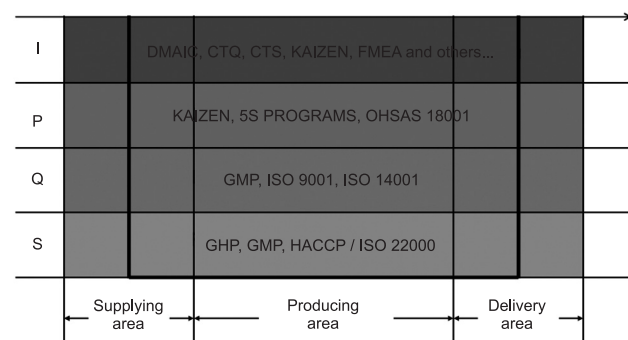 I
DMAIC, CTQ, CTS, KAIZEN, FMEA and others...
P
KAIZEN, 5S PROGRAMS, OHSAS 18001
Q
GMP, ISO 9001, ISO 14001
S
GHP, GMP, HACCP / ISO 22000
Supplying
area
Producing
area
Delivery
area